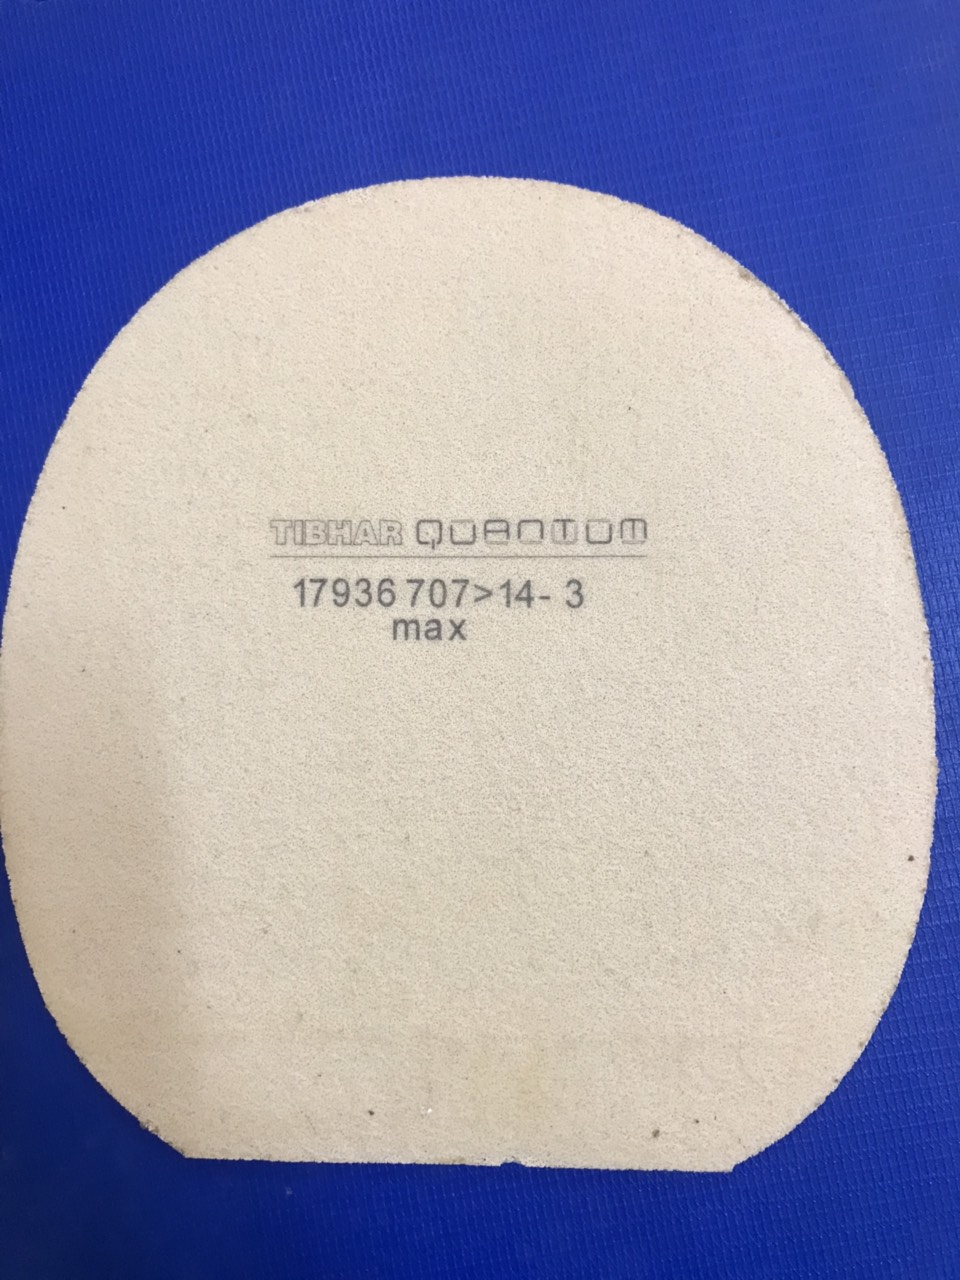 TIBHAR QUANTUM
17936 707>14- 3
max